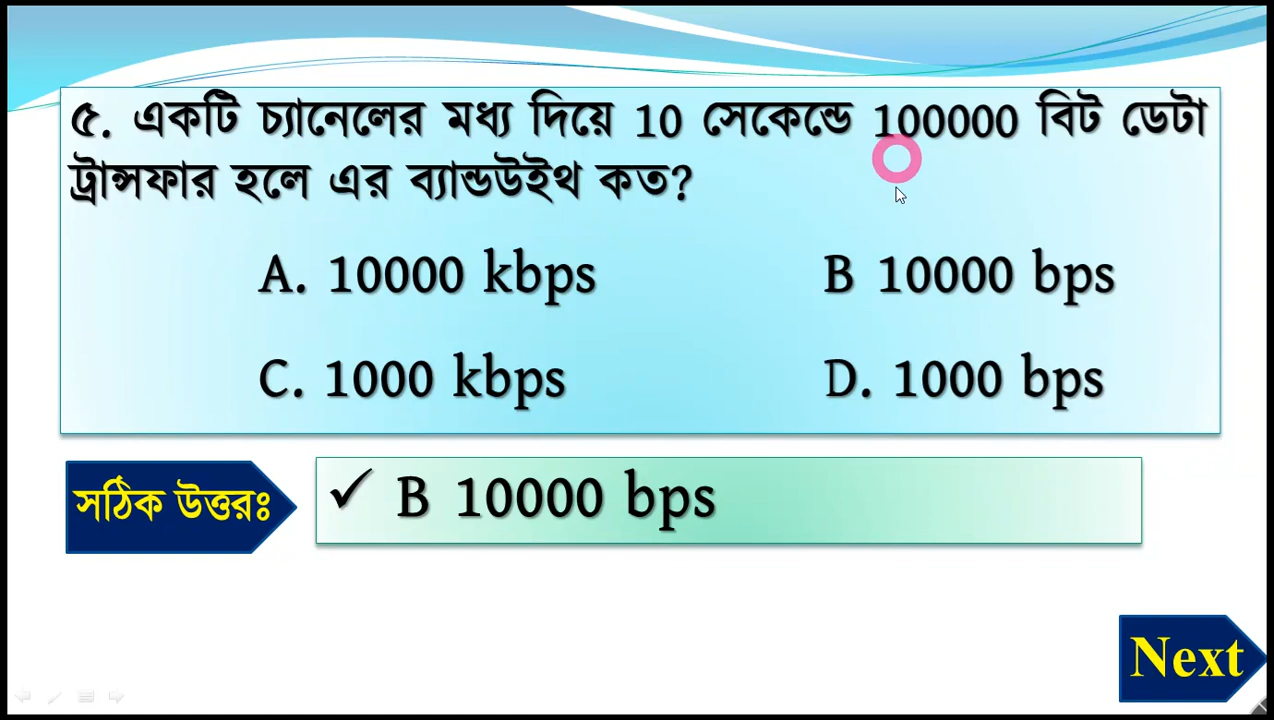 ৫. একটি চ্যানেলের মধ্য দিয়ে 10 সেকেন্ডে 100000 বিট ডেটা
ট্রান্সফার হলে এর ব্যান্ডউইথ কত?
A. 10000 kbps
B 10000 bps
C. 1000 kbps
D. 1000 bps
সঠিক উত্তরঃ
✓ B 10000 bps
Next